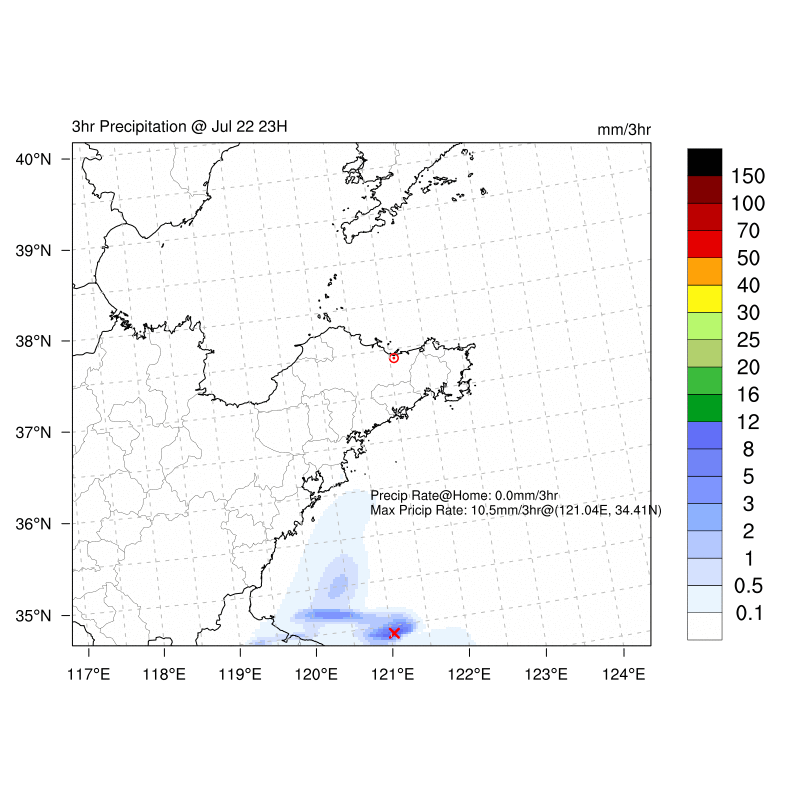 3hr Precipitation @ Jul 22 23H
mm/3hr
40°N
39°N
38°N
37°N
36°N
35°N
117°E
118°E
119°E
120°E
121°E
122°E
123°E
124°E
Precip Rate@Home: 0.0mm/3hr
Max Pricip Rate: 10.5mm/3hr@(121.04E, 34.41N)
150
100
70
50
40
30
25
20
16
12
8
5
3
2
1
0.5
0.1